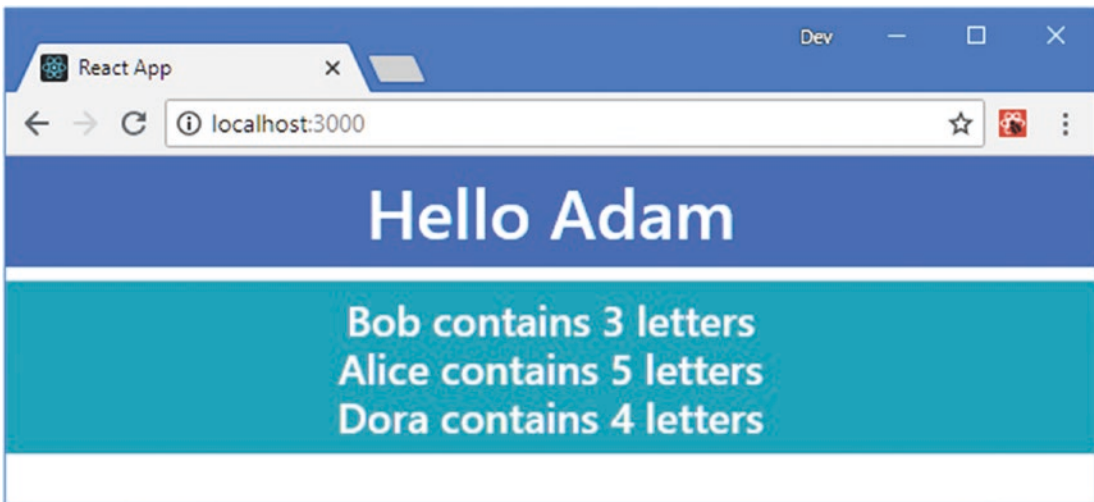 Dev
React App
localhost:3000
Hello Adam
Bob contains 3 letters
Alice contains 5 letters
Dora contains 4 letters